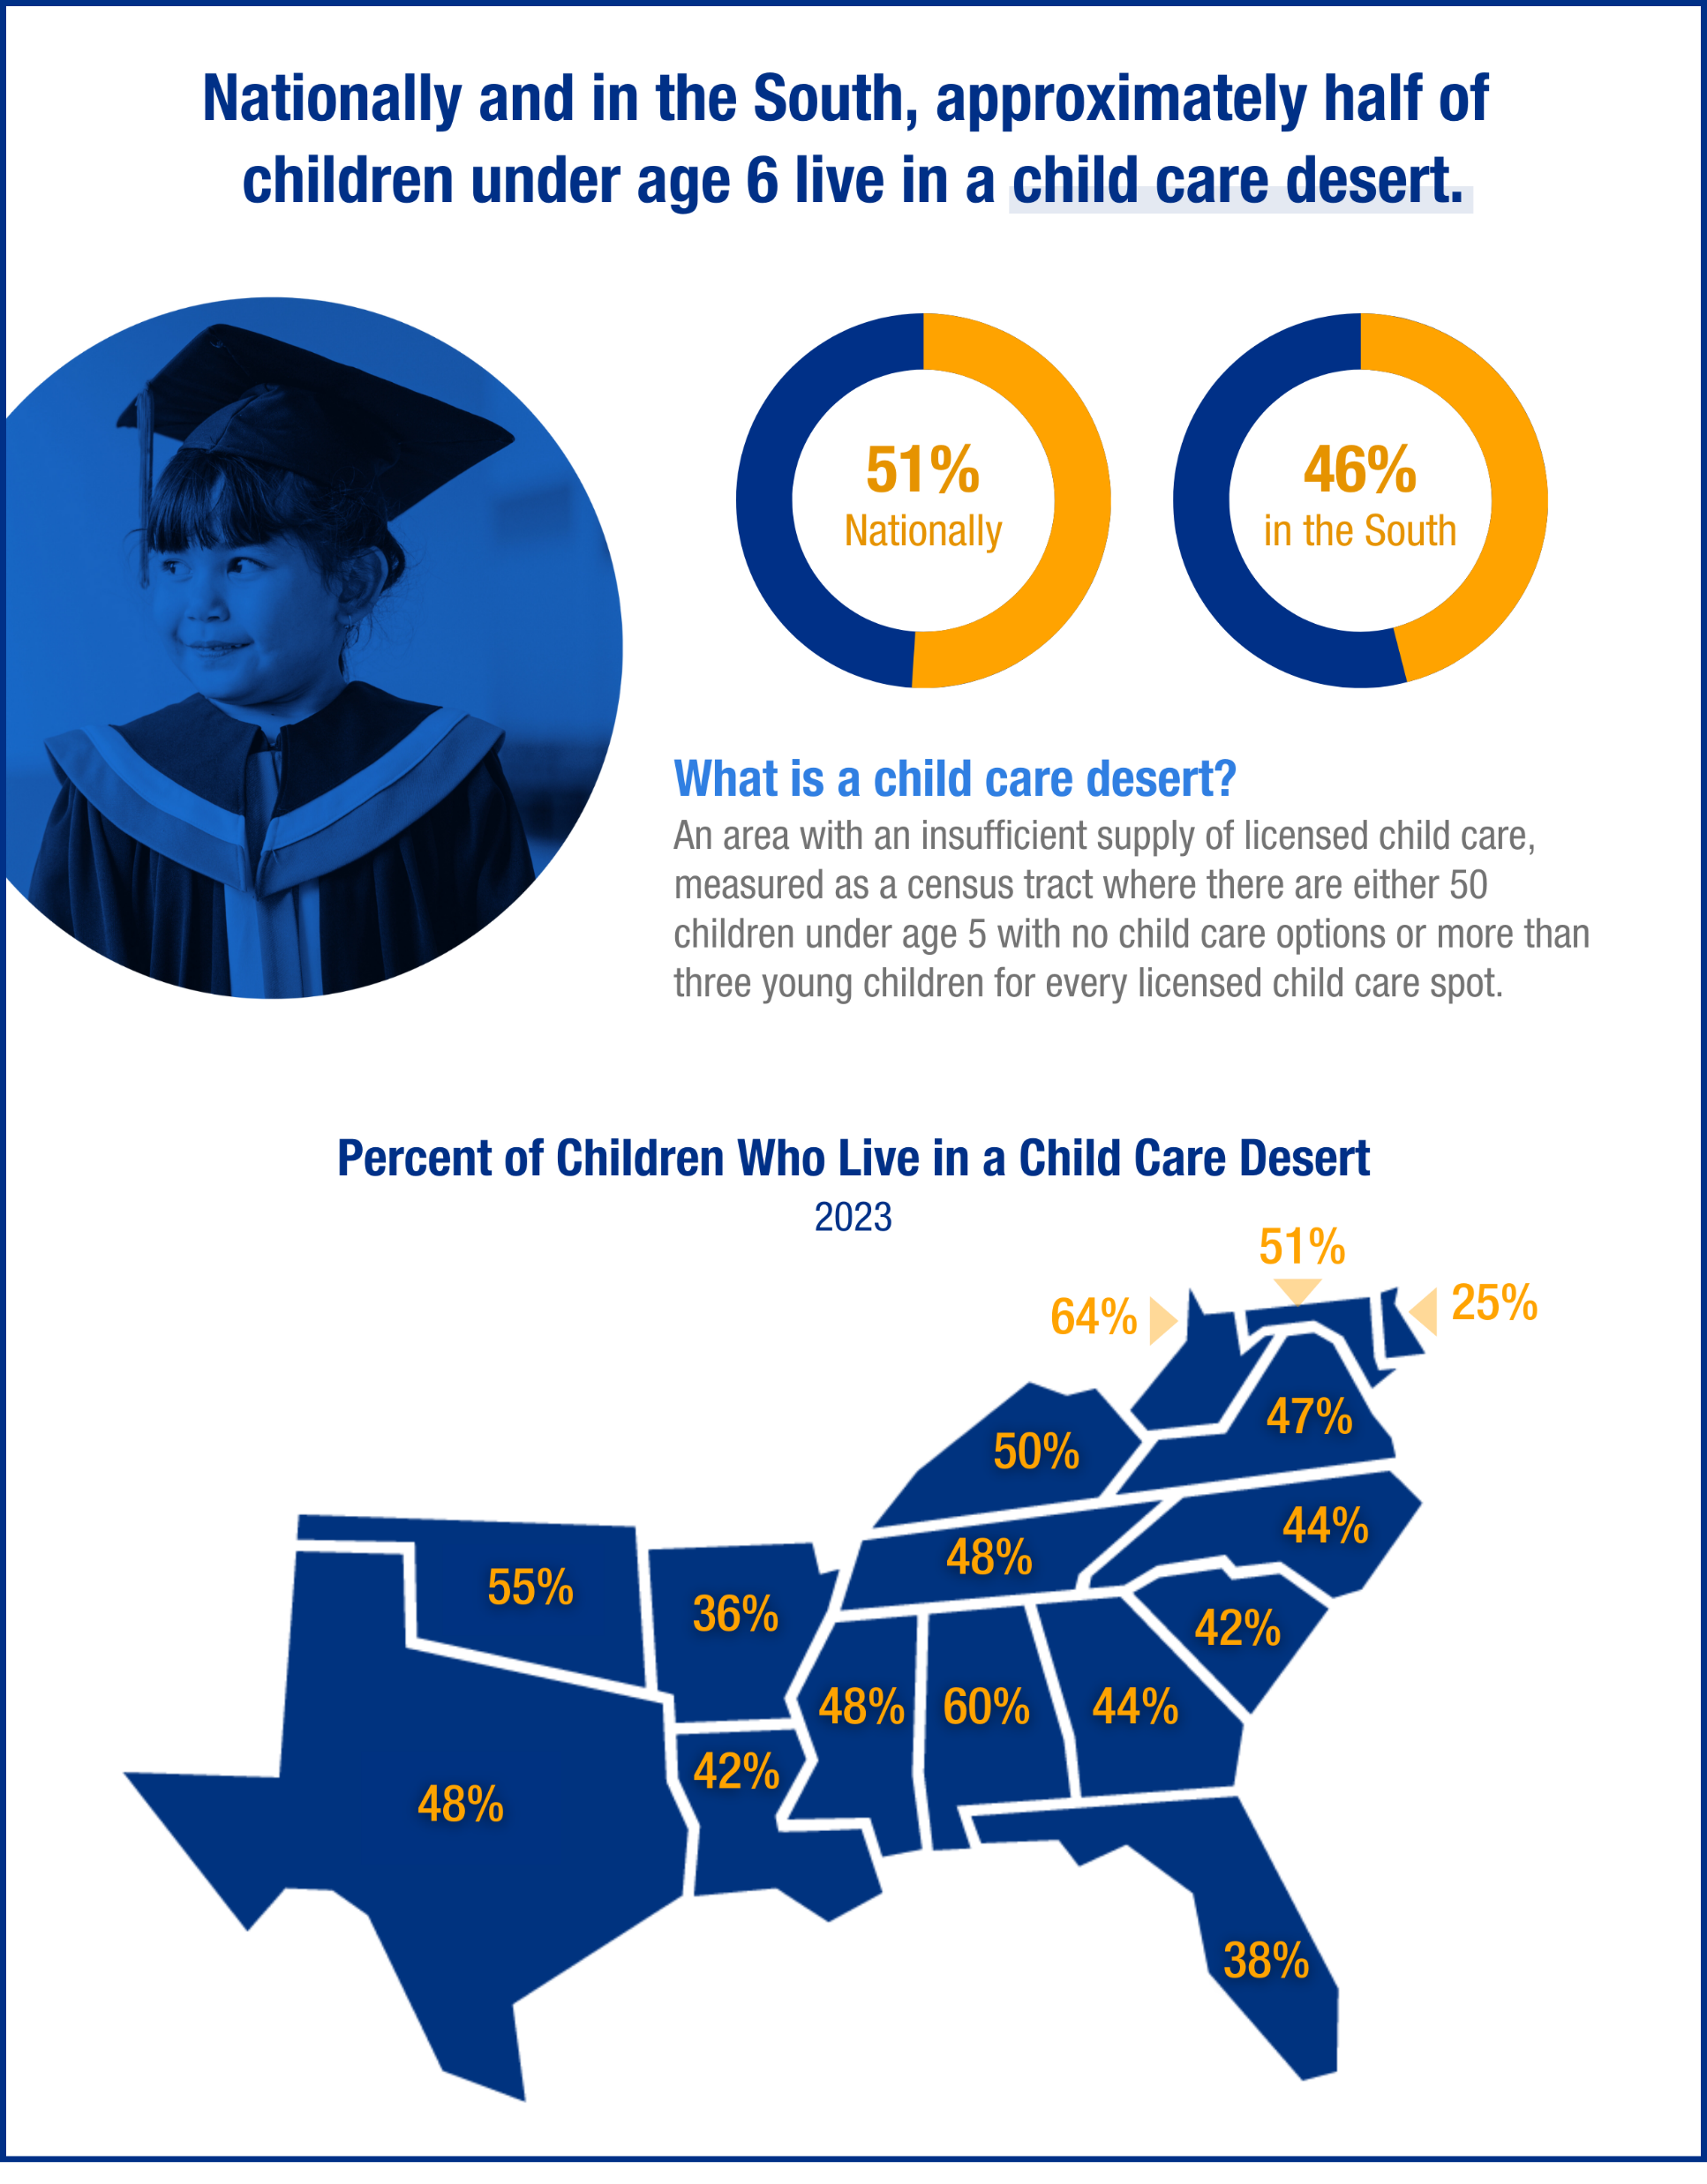 Nationally and in the South, approximately half of
children under age 6 live in a child care desert.
51%
Nationally
46%
in the South
What is a child care desert?
An area with an insufficient supply of licensed child care,
measured as a census tract where there are either 50
children under age 5 with no child care options or more than
three young children for every licensed child care spot.
Percent of Children Who Live in a Child Care Desert
2023
51%
64%
25%
47%
50%
44%
48%
55%
36%
42%
48%
60%
44%
42%
48%
38%